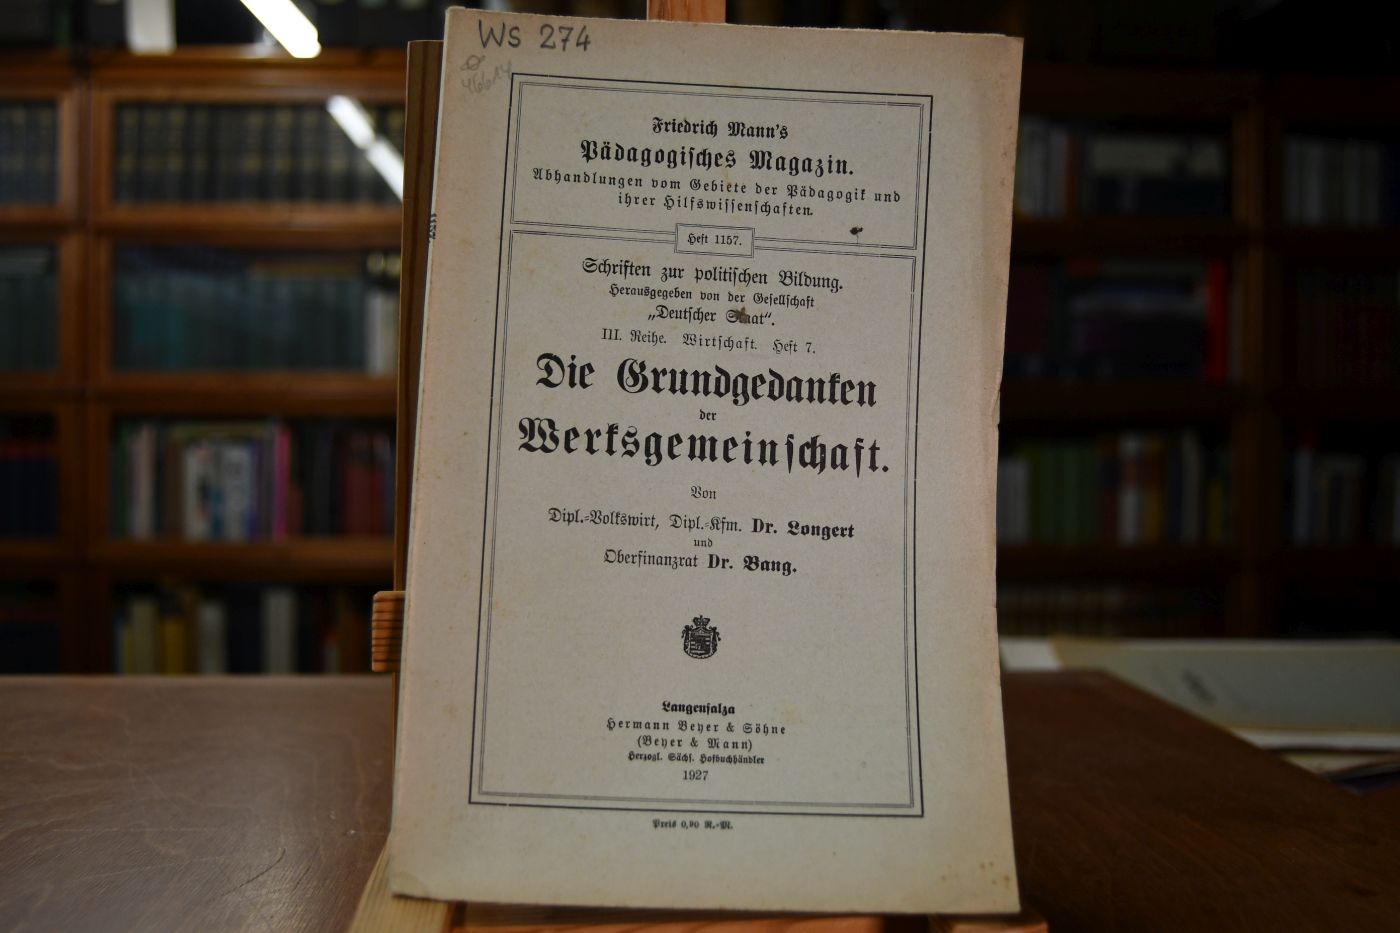 WS 274
Friedrich Mann's
Pädagogisches Magazin.
Abhandlungen vom Gebiete der Pädagogik und
ihrer Hilfswissenschaften.
Heft 1157.
1157.
Schriften zur politischen Bildung.
Herausgegeben von der Gesellschaft
„Deutscher Staat".
III. Reihe. Wirtschaft. Heft 7.
Die Grundgedanken
der
Werksgemeinschaft.
Von
Dipl.-Volkswirt, Dipl.-Kfm. Dr. Longert
und
Oberfinanzrat Dr. Bang.
Langensalza
Hermann Beyer & Söhne
(Beyer & Mann)
Herzogl. Sächs. Hofbuchhändler
1927
Preis 0,90 R.-M.